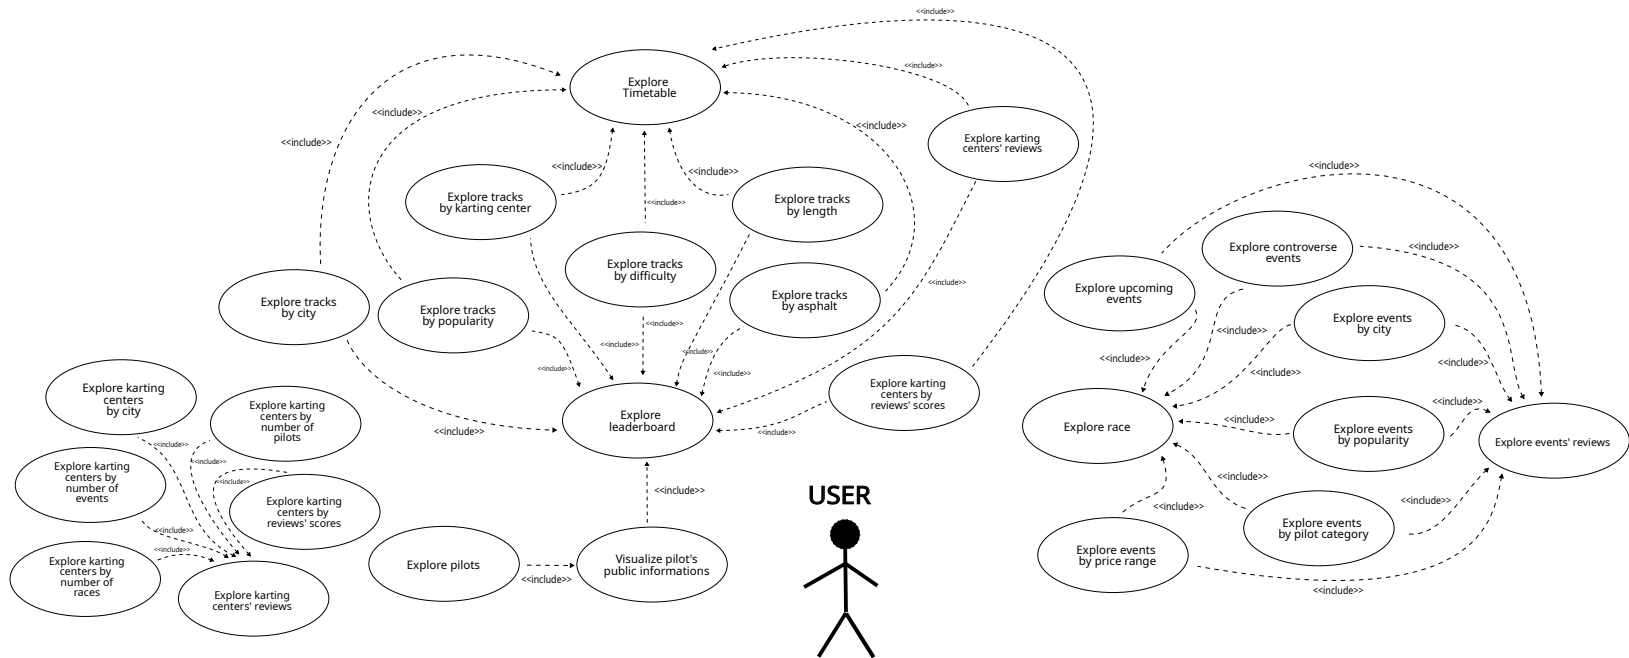 <<include>>
Explore
Timetable
<<include>>
<<include>>
<<include>>
<<include>>
Explore karting
centers' reviews
<<include>>
<<include>>
<<include>>
<<include>>
Explore tracks
by karting center
<<include>>
Explore tracks
by length
Explore tracks
by difficulty
Explore tracks
by city
Explore tracks
by popularity
Explore tracks
by asphalt
<<include>>
<<include>>
<<include>>
<<include>>
<<include>>
<<include>>
Explore karting
centers by
reviews' scores
Explore
leaderboard
<<include>>
<<include>>
<<include>>
Explore karting
centers
by city
Explore karting
centers by
number of
pilots
<<include>>
<<include>>
Explore karting
centers by
number of
events
<<include>>
Explore karting
centers by
reviews' scores
<<include>>
<<include>>
Explore karting
centers by
number of
races
Explore karting
centers' reviews
Explore pilots
<<include>>
Visualize pilot's
public informations
USER
<<include>>
Explore controverse
events
<<include>>
Explore upcoming
events
Explore events
by city
<<include>>
<<include>>
<<include>>
<<include>>
<<include>>
<<include>>
Explore race
Explore events
by popularity
Explore events' reviews
<<include>>
<<include>>
<<include>>
Explore events
by pilot category
Explore events
by price range
<<include>>